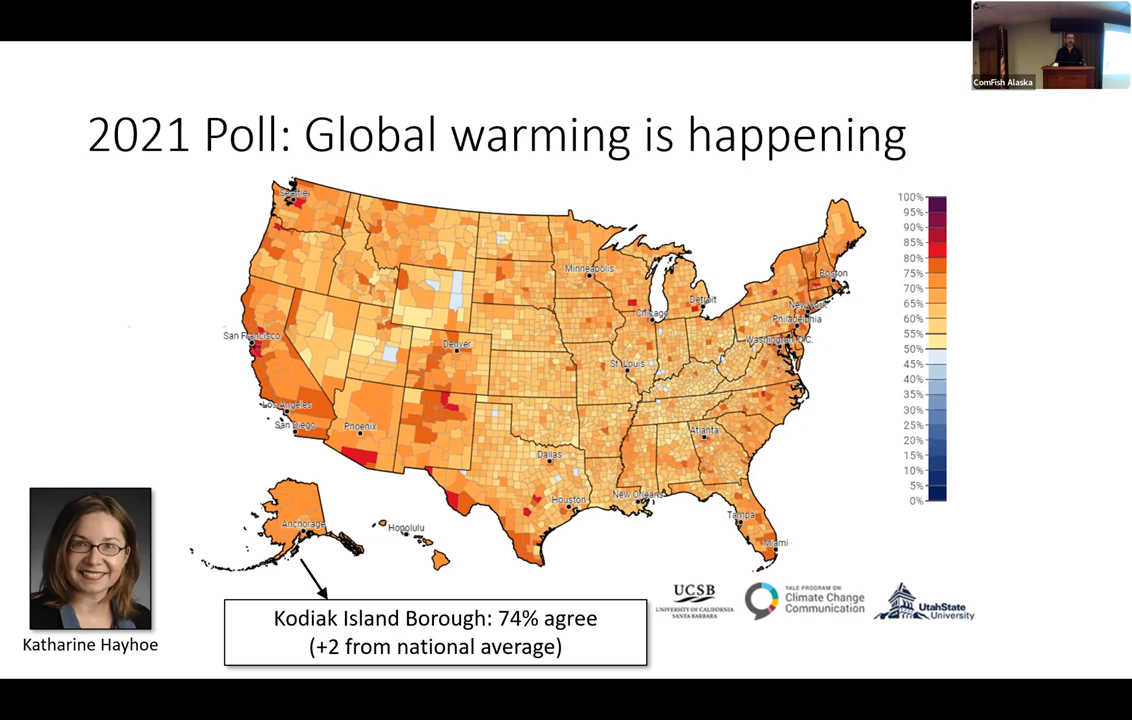 ComFish Alaska
2021 Poll: Global warming is happening
Seattle
Minneapolis
Boston
Detroit
New York
Chicago
Philadelphia
Washington, D.C.
San Francisco
Denver
St. Louis
Los Angeles
San Diego
Phoenix
Atlanta
Dallas
Houston
New Orleans
Tampa
Miami
Anchorage
Honolulu
100%
95%
90%
85%
80%
75%
70%
65%
60%
55%
50%
45%
40%
35%
30%
25%
20%
15%
10%
5%
0%
Katharine Hayhoe
Kodiak Island Borough: 74% agree
(+2 from national average)
UCSB
UNIVERSITY OF CALIFORNIA
SANTA BARBARA
YALE PROGRAM ON
Climate Change
Communication
UtahState
University